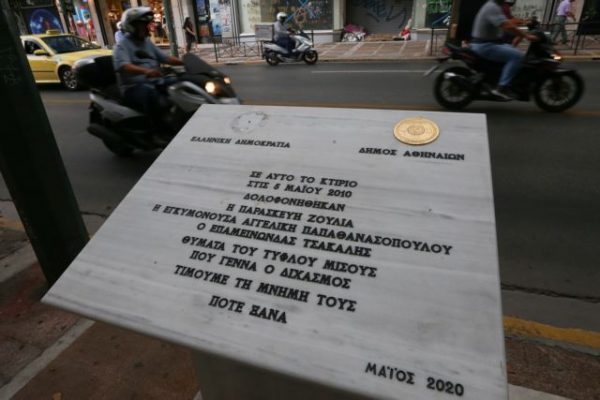 ΕΛΛΗΝΙΚΗ ΔΗΜΟΚΡΑΤΙΑ
ΔΗΜΟΣ ΑΘΗΝΑΙΩΝ
ΣΕ ΑΥΤΟ ΤΟ ΚΤΙΡΙΟ
ΣΤΙΣ 5 ΜΑΪΟΥ 2010
ΔΟΛΟΦΟΝΗΘΗΚΑΝ
Η ΠΑΡΑΣΚΕΥΗ ΖΟΥΛΙΑ
Η ΕΓΚΥΜΟΝΟΥΣΑ ΑΓΓΕΛΙΚΗ ΠΑΠΑΘΑΝΑΣΟΠΟΥΛΟΥ
Ο ΕΠΑΜΕΙΝΩΝΔΑΣ ΤΣΑΚΑΛΗΣ
ΘΥΜΑΤΑ ΤΟΥ ΤΥΦΛΟΥ ΜΙΣΟΥΣ
ΠΟΥ ΓΕΝΝΑ Ο ΔΙΧΑΣΜΟΣ
ΤΙΜΟΥΜΕ ΤΗ ΜΝΗΜΗ ΤΟΥΣ
ΠΟΤΕ ΞΑΝΑ
ΜΑΪΟΣ 2020